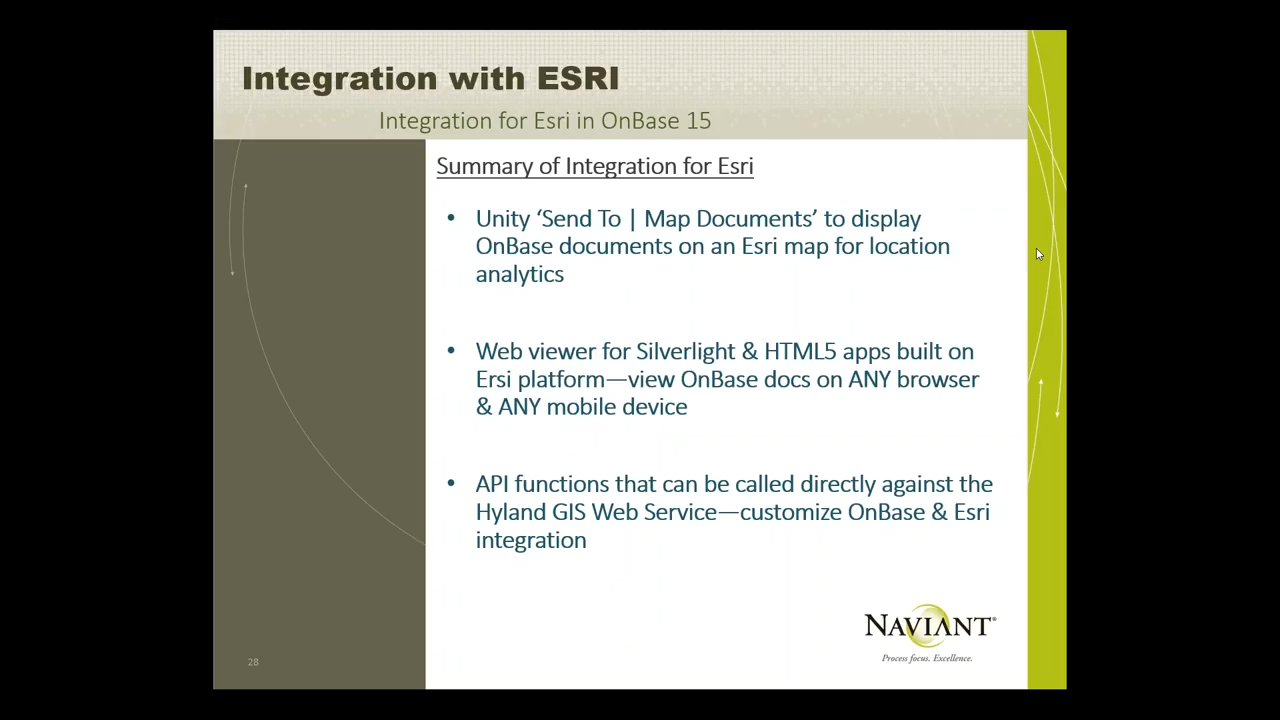 Integration with ESRI
Integration for Esri in OnBase 15
Summary of Integration for Esri
• Unity ‘Send To | Map Documents’ to display
OnBase documents on an Esri map for location
analytics
• Web viewer for Silverlight & HTML5 apps built on
Ersi platform—view OnBase docs on ANY browser
& ANY mobile device
• API functions that can be called directly against the
Hyland GIS Web Service—customize OnBase & Esri
integration
NAVIANT®
Process focus. Excellence.
28